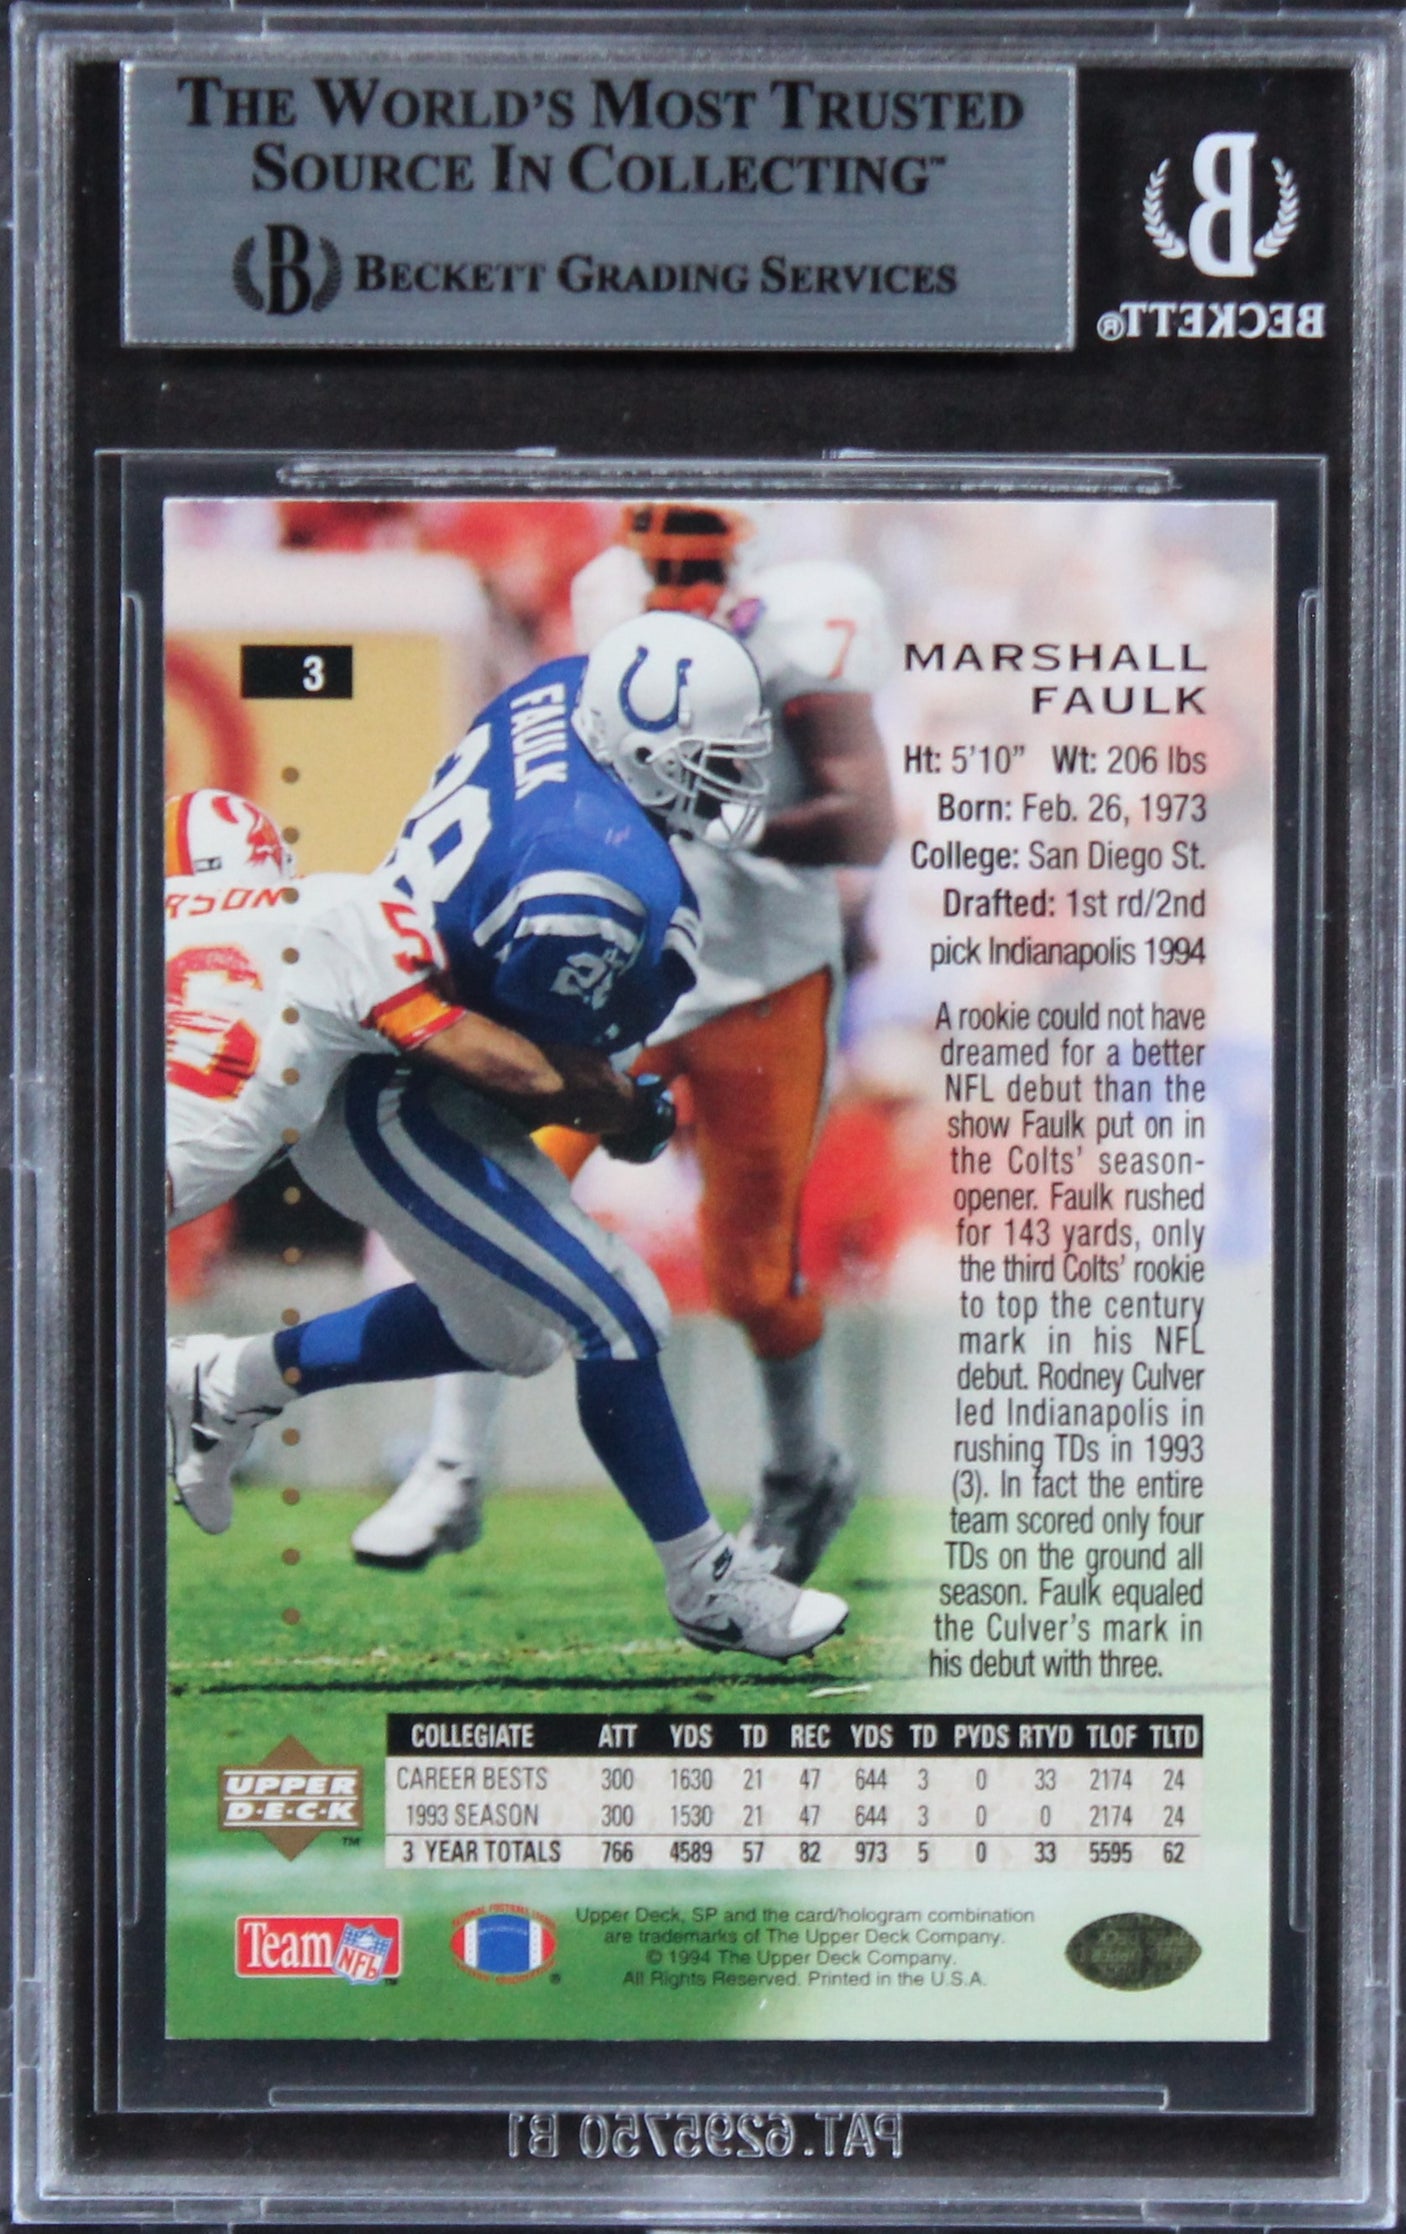 THE WORLD'S MOST TRUSTED
SOURCE IN COLLECTING™
B BECKETT GRADING SERVICES
B
BECKETT®
3
MARSHALL
FAULK
Ht: 5'10" Wt: 206 lbs
Born: Feb. 26, 1973
College: San Diego St.
Drafted: 1st rd/2nd
pick Indianapolis 1994
A rookie could not have
dreamed for a better
NFL debut than the
show Faulk put on in
the Colts' season-
opener. Faulk rushed
for 143 yards, only
the third Colts' rookie
to top the century
mark in his NFL
debut. Rodney Culver
led Indianapolis in
rushing TDs in 1993
(3). In fact the entire
team scored only four
TDs on the ground all
season. Faulk equaled
the Culver's mark in
his debut with three.
FAULK
28
28
7
RSON
5
COLLEGIATE ATT YDS TD REC YDS TD PYDS RTYD TLOF TLTD
CAREER BESTS 300 1630 21 47 644 3 0 33 2174 24
1993 SEASON 300 1530 21 47 644 3 0 0 2174 24
3 YEAR TOTALS 766 4589 57 82 973 5 0 33 5595 62
UPPER
D·E·C·K
™
Team NFL ™
®
Upper Deck, SP and the card/hologram combination
are trademarks of The Upper Deck Company.
© 1994 The Upper Deck Company.
All Rights Reserved. Printed in the U.S.A.
PAT. 6295750 B1